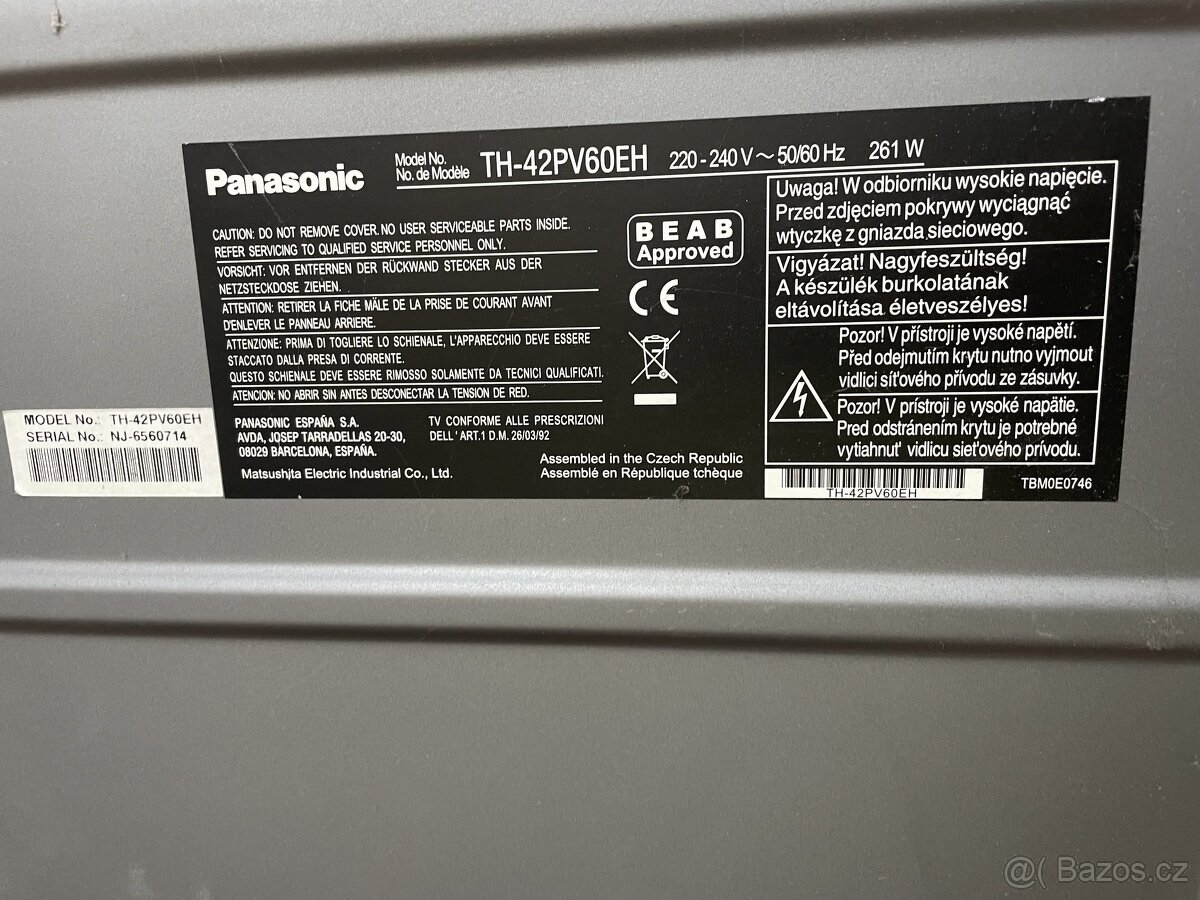 Panasonic
Model No.
No. de Modèle
TH-42PV60EH
220 - 240 V ~ 50/60 Hz 261 W
CAUTION: DO NOT REMOVE COVER. NO USER SERVICEABLE PARTS INSIDE.
REFER SERVICING TO QUALIFIED SERVICE PERSONNEL ONLY.
VORSICHT: VOR ENTFERNEN DER RÜCKWAND STECKER AUS DER
NETZSTECKDOSE ZIEHEN.
ATTENTION: RETIRER LA FICHE MÂLE DE LA PRISE DE COURANT AVANT
D'ENLEVER LE PANNEAU ARRIERE.
ATTENZIONE: PRIMA DI TOGLIERE LO SCHIENALE, L'APPARECCHIO DEVE ESSERE
STACCATO DALLA PRESA DI CORRENTE.
QUESTO SCHIENALE DEVE ESSERE RIMOSSO SOLAMENTE DA TECNICI QUALIFICATI.
ATENCION: NO ABRIR SIN ANTES DESCONECTAR LA TENSION DE RED.
PANASONIC ESPAÑA S.A.
AVDA, JOSEP TARRADELLAS 20-30,
08029 BARCELONA, ESPAÑA.
TV CONFORME ALLE PRESCRIZIONI
DELL' ART.1 D.M. 26/03/92
Matsushita Electric Industrial Co., Ltd.
Assembled in the Czech Republic
Assemblé en République tchèque
BEAB
Approved
CE
Uwaga! W odbiorniku wysokie napięcie.
Przed zdjęciem pokrywy wyciągnąć
wtyczkę z gniazda sieciowego.
Vigyázat! Nagyfeszültség!
A készülék burkolatának
eltávolítása életveszélyes!
Pozor! V přístroji je vysoké napětí.
Před odejmutím krytu nutno vyjmout
vidlici síťového přívodu ze zásuvky.
Pozor! V prístroji je vysoké napätie.
Pred odstránením krytu je potrebné
vytiahnuť vidlicu sieťového prívodu.
TH-42PV60EH
TBM0E0746
MODEL No.: TH-42PV60EH
SERIAL No.: NJ-6560714
@( Bazos.cz